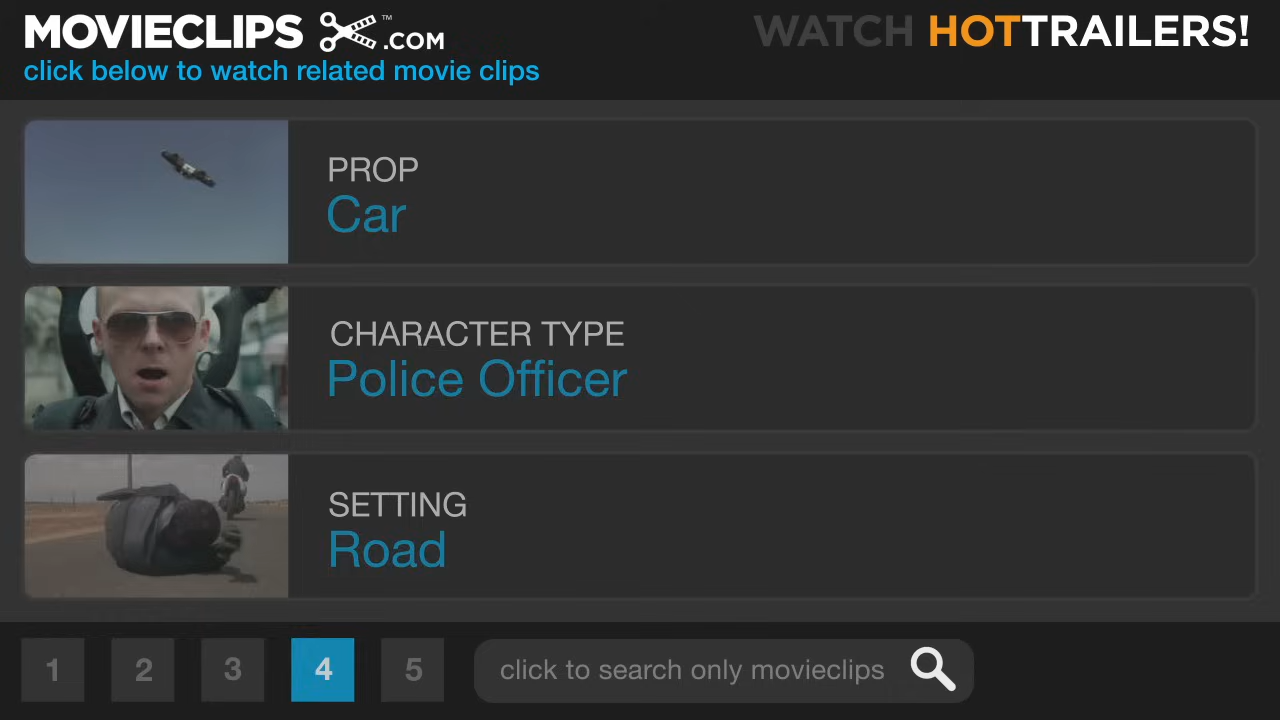 MOVIECLIPS ™ .COM
WATCH HOTTRAILERS!
click below to watch related movie clips
PROP
Car
CHARACTER TYPE
Police Officer
SETTING
Road
1 2 3 4 5
click to search only movieclips